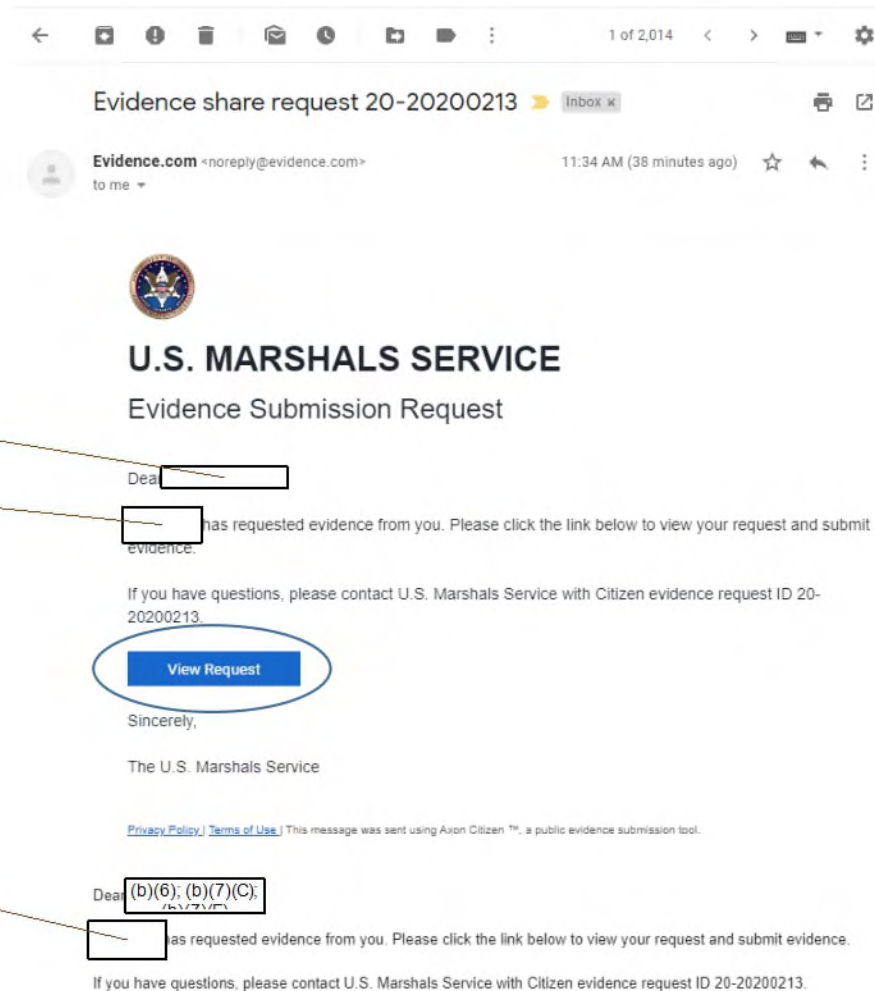 1 of 2,014
Evidence share request 20-20200213 Inbox x
Evidence.com <noreply@evidence.com> 11:34 AM (38 minutes ago)
to me
U.S. MARSHALS SERVICE
Evidence Submission Request
Dear
has requested evidence from you. Please click the link below to view your request and submit
evidence.
If you have questions, please contact U.S. Marshals Service with Citizen evidence request ID 20-
20200213.
View Request
Sincerely,
The U.S. Marshals Service
Privacy Policy | Terms of Use | This message was sent using Axon Citizen ™, a public evidence submission tool.
Dear (b)(6); (b)(7)(C);
has requested evidence from you. Please click the link below to view your request and submit evidence.
If you have questions, please contact U.S. Marshals Service with Citizen evidence request ID 20-20200213.